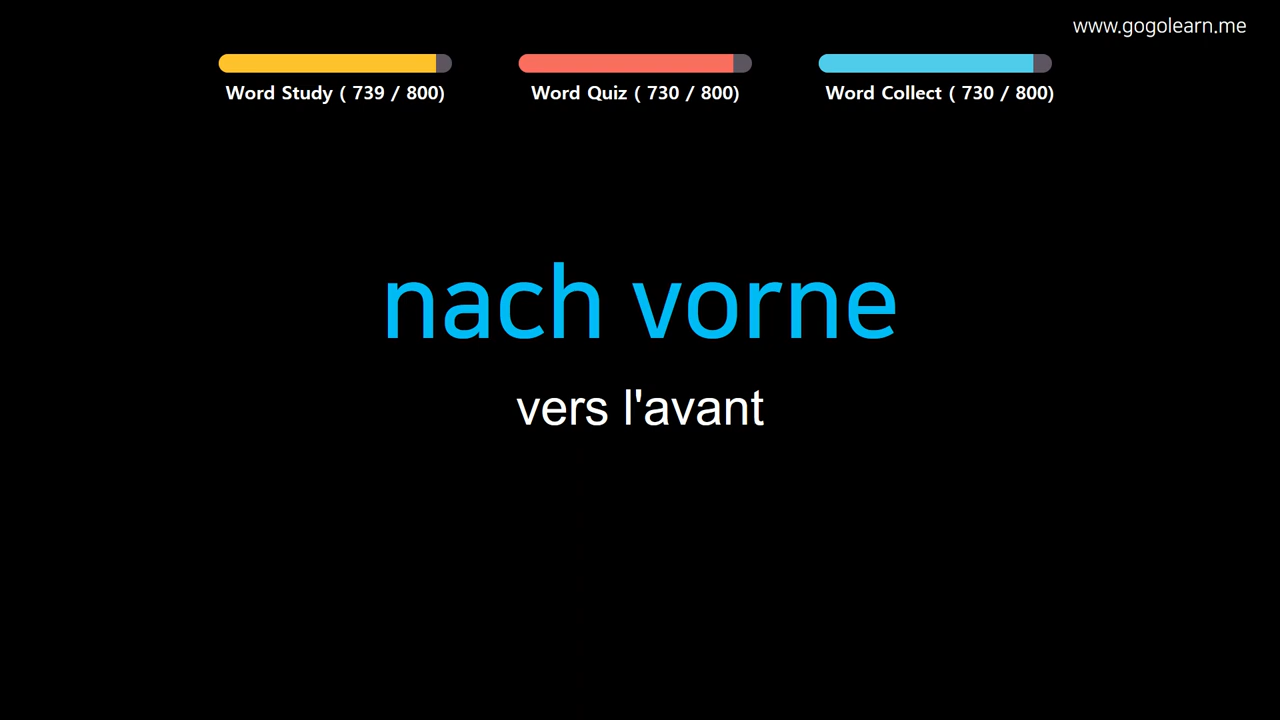 www.gogolearn.me
Word Study ( 739 / 800)
Word Quiz ( 730 / 800)
Word Collect ( 730 / 800)
nach vorne
vers l'avant